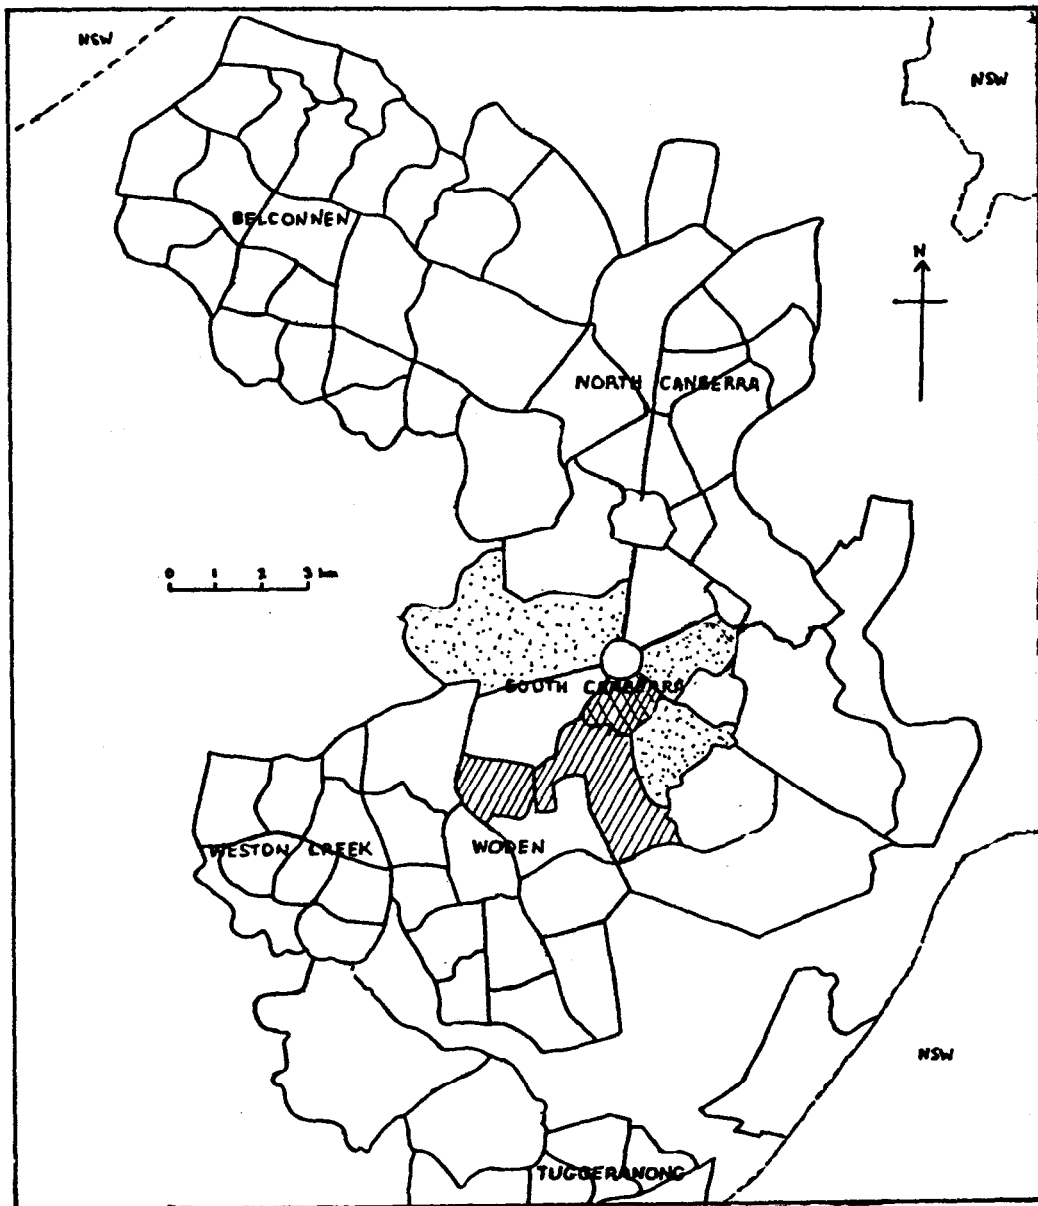 NSW
NSW
BELCONNEN
N
NORTH CANBERRA
0 1 2 3 km
SOUTH CANBERRA
WESTON CREEK
WODEN
NSW
TUGGERANONG